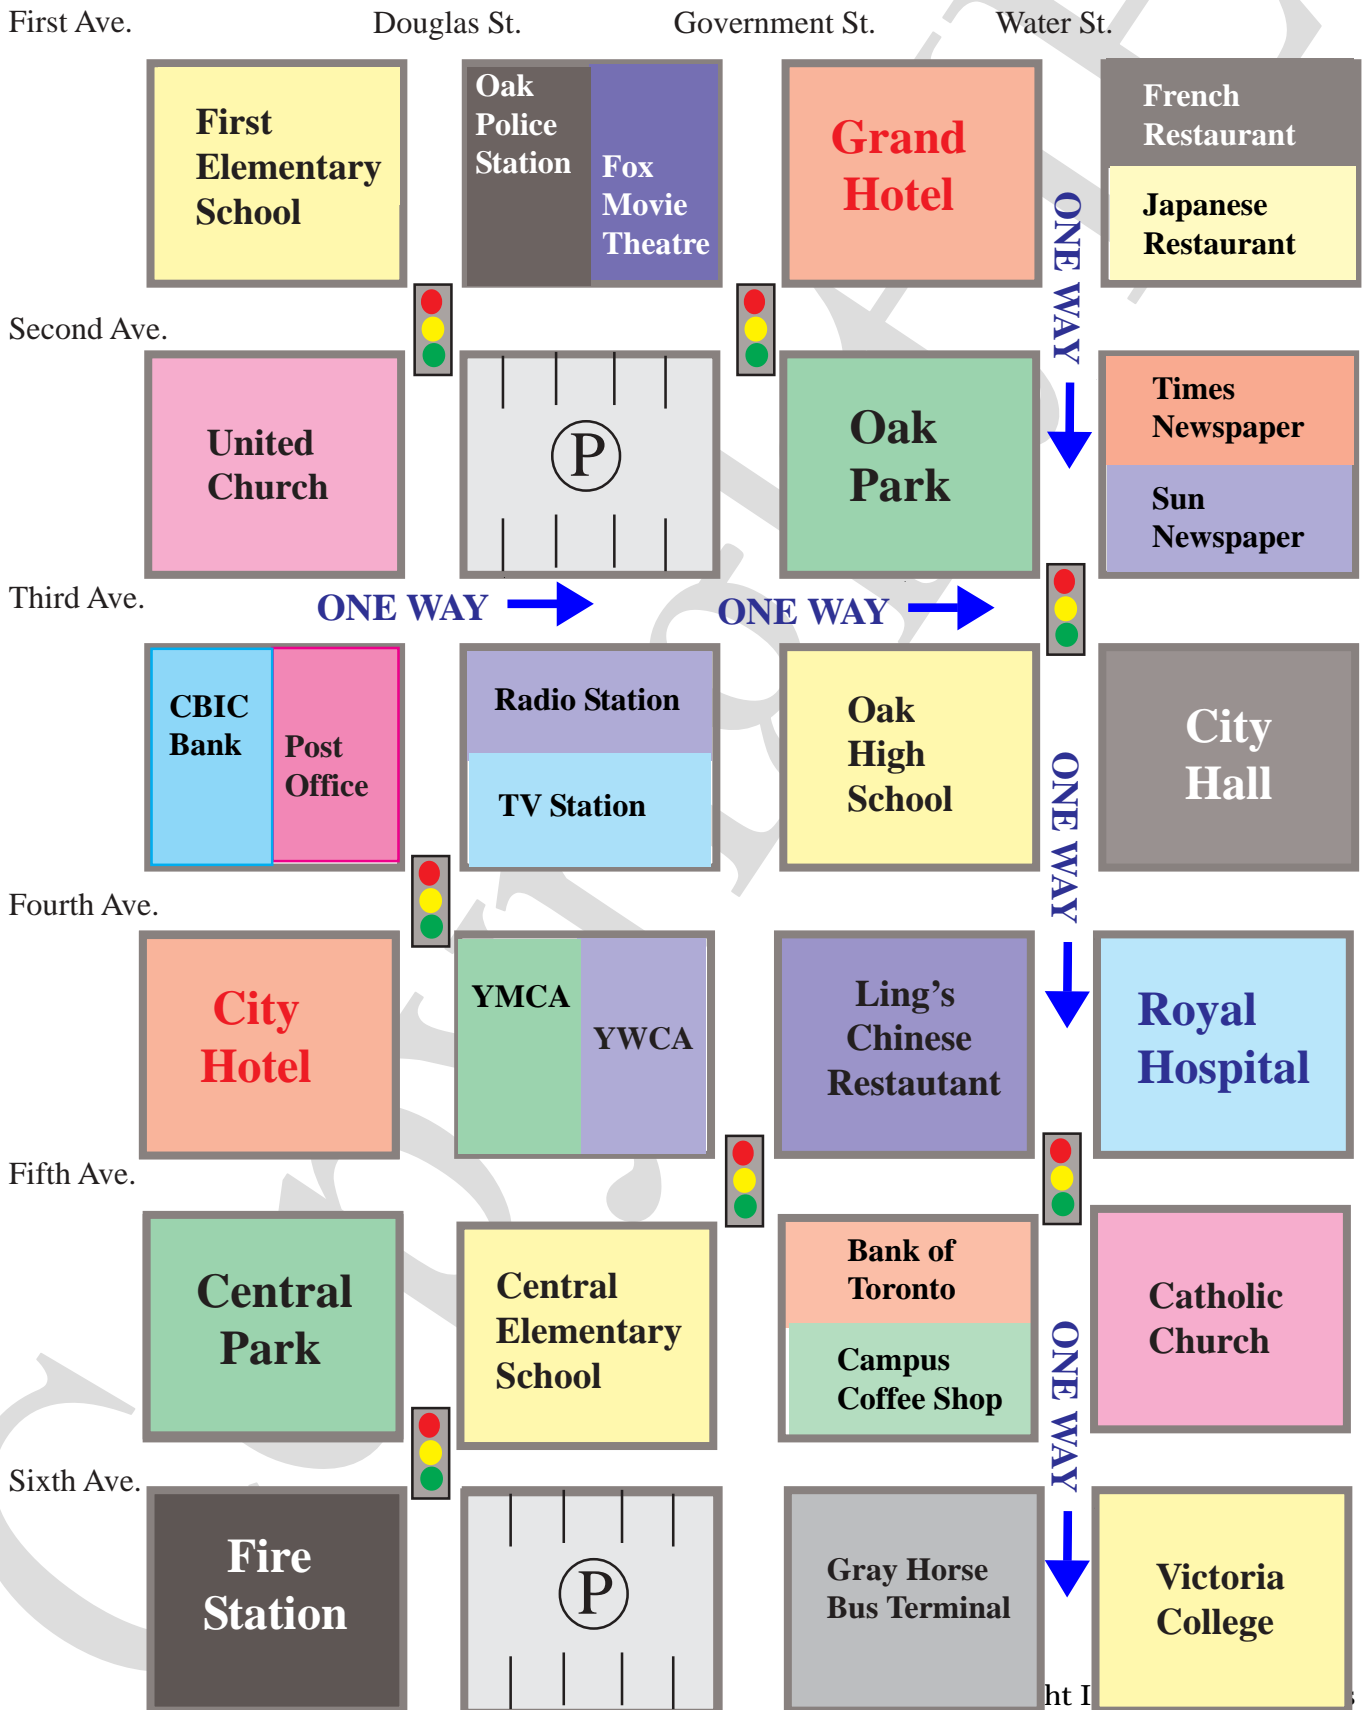 First Ave.
Douglas St.
Government St.
Water St.
First
Elementary
School
Oak
Police
Station
Fox
Movie
Theatre
Grand
Hotel
French
Restaurant
Japanese
Restaurant
ONE WAY
Second Ave.
United
Church
P
Oak
Park
Times
Newspaper
Sun
Newspaper
Third Ave.
ONE WAY
ONE WAY
CBIC
Bank
Post
Office
Radio Station
TV Station
Oak
High
School
ONE WAY
City
Hall
Fourth Ave.
City
Hotel
YMCA
YWCA
Ling's
Chinese
Restautant
Royal
Hospital
Fifth Ave.
Central
Park
Central
Elementary
School
Bank of
Toronto
Campus
Coffee Shop
ONE WAY
Catholic
Church
Sixth Ave.
Fire
Station
P
Gray Horse
Bus Terminal
Victoria
College